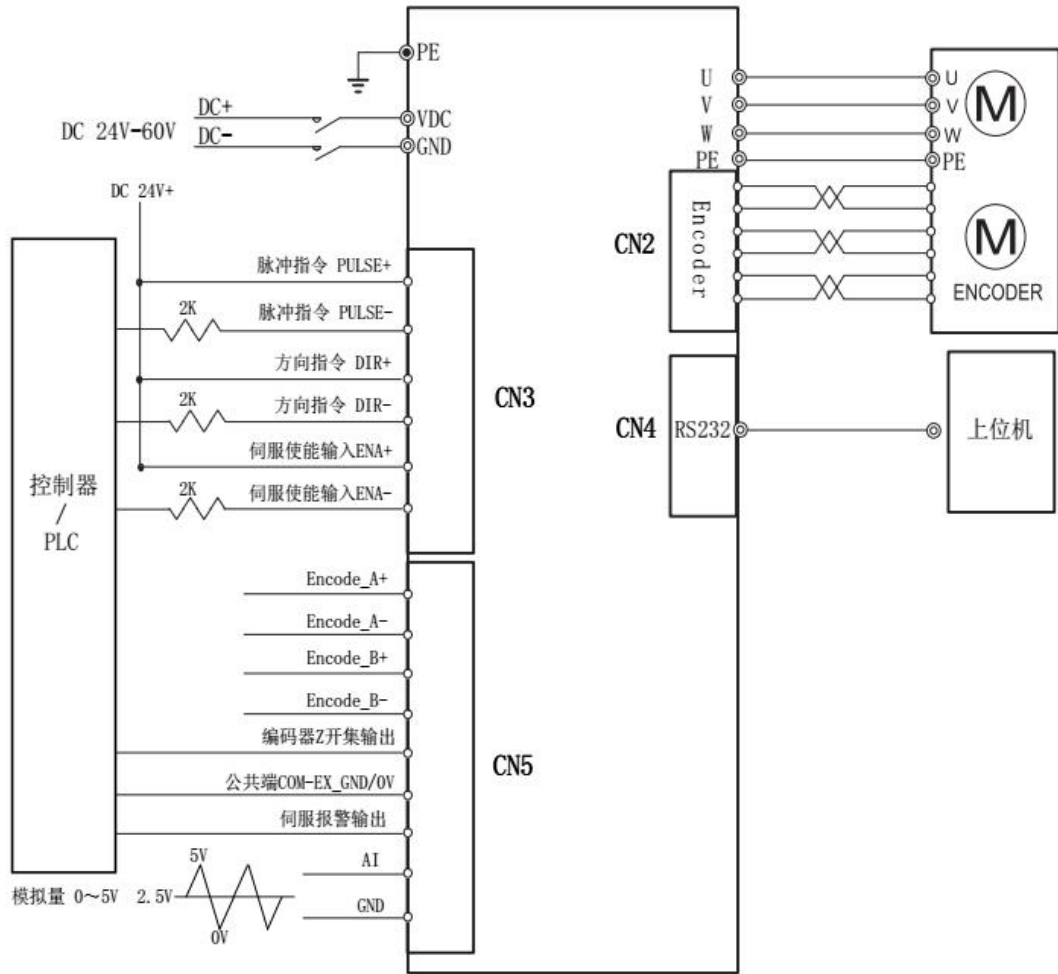 PE
DC+
VDC
DC 24V-60V
DC-
GND
DC 24V+
控制器
/
PLC
脉冲指令 PULSE+
2K
脉冲指令 PULSE-
方向指令 DIR+
2K
方向指令 DIR-
伺服使能输入ENA+
2K
伺服使能输入ENA-
CN3
Encode_A+
Encode_A-
Encode_B+
Encode_B-
编码器Z开集输出
公共端COM-EX_GND/0V
伺服报警输出
AI
GND
CN5
5V
模拟量 0～5V
2.5V
0V
U
V
W
PE
U
V
W
PE
M
CN2
Encoder
M
ENCODER
CN4
RS232
上位机